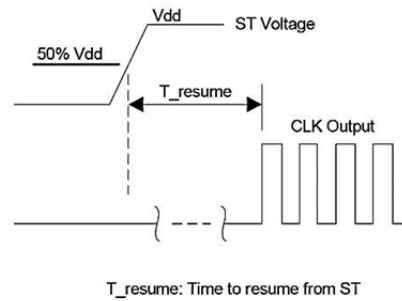 Vdd
ST Voltage
50% Vdd
T_resume
CLK Output
T_resume: Time to resume from ST